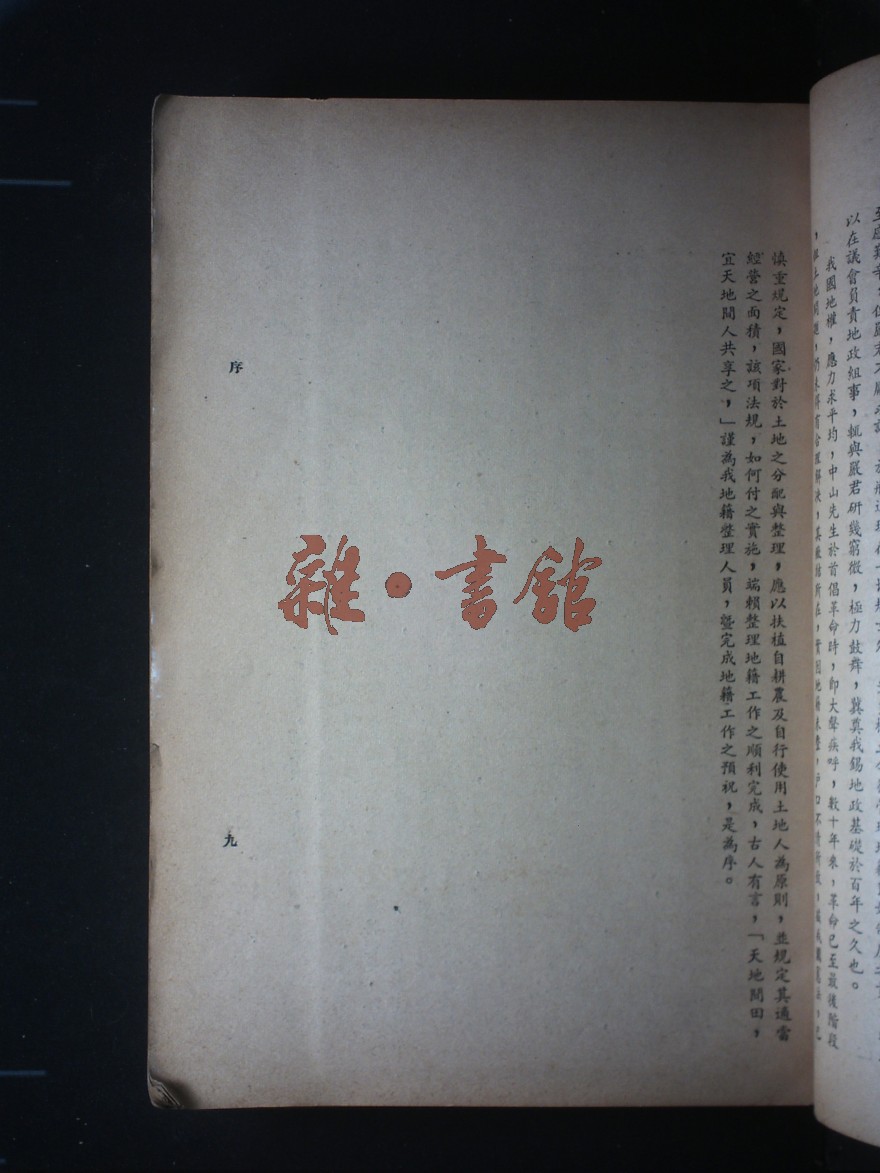 以在議會負責地政組事，輒與嚴君研幾窮微，極力鼓舞，冀奠我錫地政基礎於百年之久也。
我國地權，應力求平均，中山先生於首倡革命時，即大聲疾呼，數十年來，革命已至最後階段
慎重規定，國家對於土地之分配與整理，應以扶植自耕農及自行使用土地人為原則，並規定其適當
經營之面積，該項法規，如何付之實施，端賴整理地籍工作之順利完成，古人有言，「天地間田，
宜天地間人共享之，」謹為我地籍整理人員，曁完成地籍工作之預祝，是為序。
序
九
雜·書館